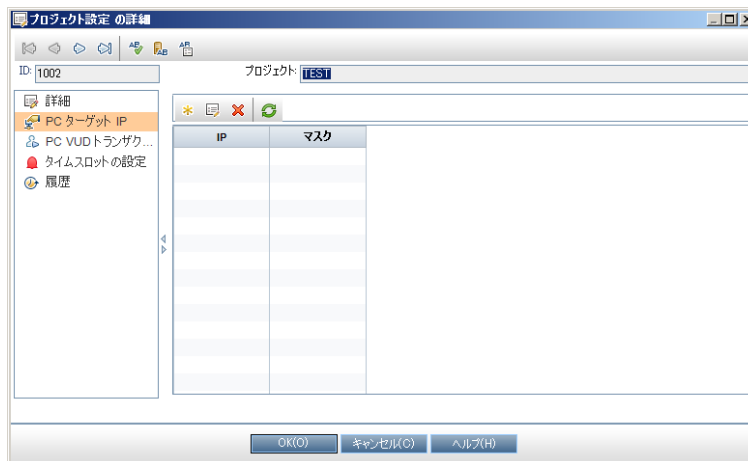 プロジェクト設定 の詳細
ID: 1002
プロジェクト: TEST
詳細
PC ターゲット IP
PC VUD トランザク...
タイムスロットの設定
履歴
IP マスク
OK(O) キャンセル(C) ヘルプ(H)